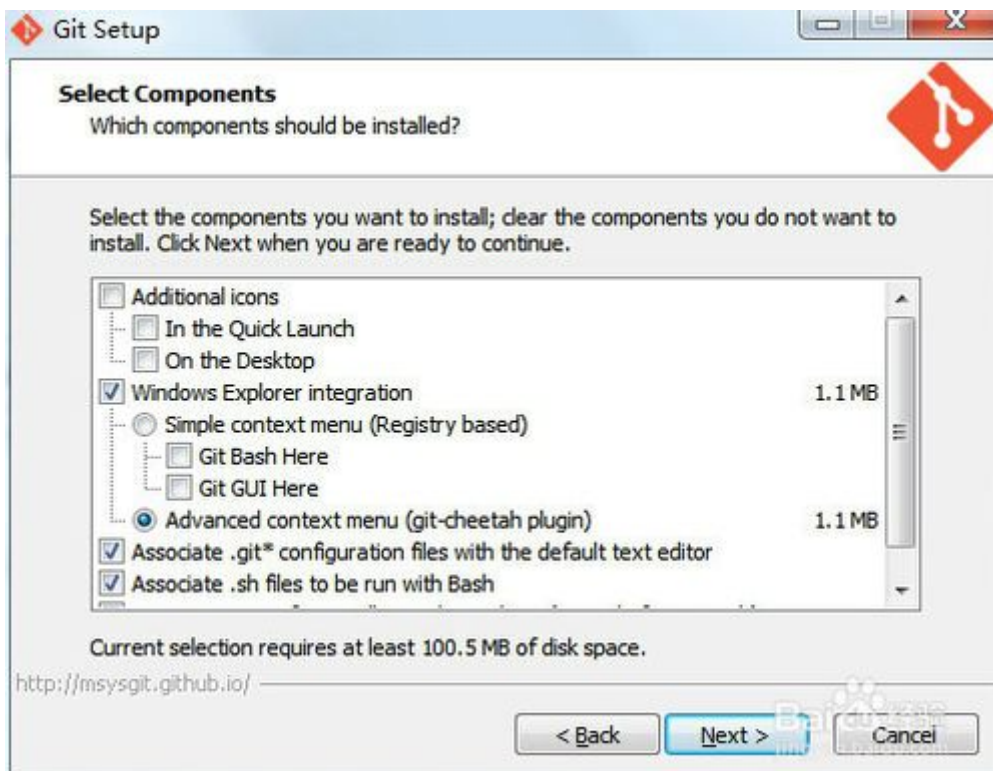 Git Setup
Select Components
Which components should be installed?
Select the components you want to install; clear the components you do not want to
install. Click Next when you are ready to continue.
Additional icons
In the Quick Launch
On the Desktop
Windows Explorer integration 1.1 MB
Simple context menu (Registry based)
Git Bash Here
Git GUI Here
Advanced context menu (git-cheetah plugin) 1.1 MB
Associate .git* configuration files with the default text editor
Associate .sh files to be run with Bash
Current selection requires at least 100.5 MB of disk space.
http://msysgit.github.io/
< Back Next > Cancel
Baidu 经验